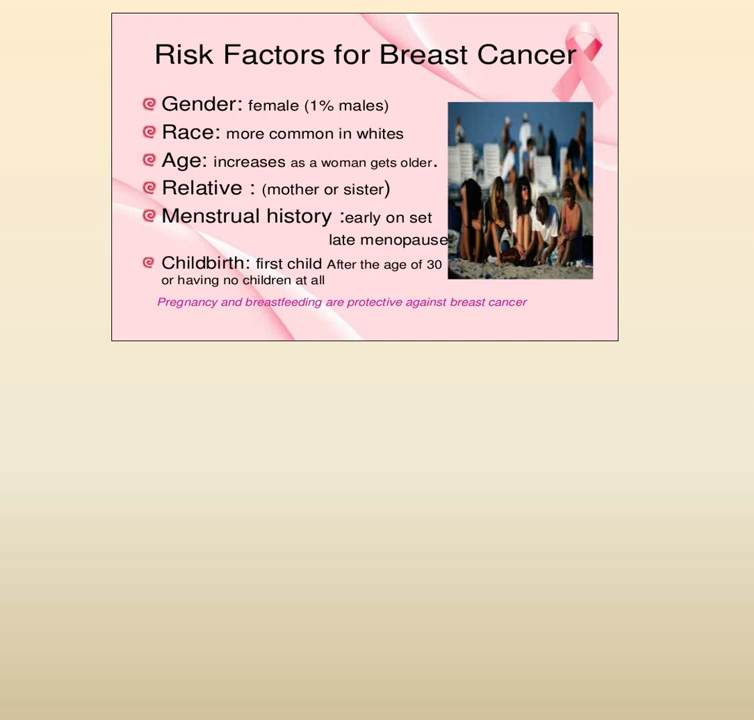 Risk Factors for Breast Cancer
Gender: female (1% males)
Race: more common in whites
Age: increases as a woman gets older.
Relative : (mother or sister)
Menstrual history :early on set
late menopause
Childbirth: first child After the age of 30
or having no children at all
Pregnancy and breastfeeding are protective against breast cancer